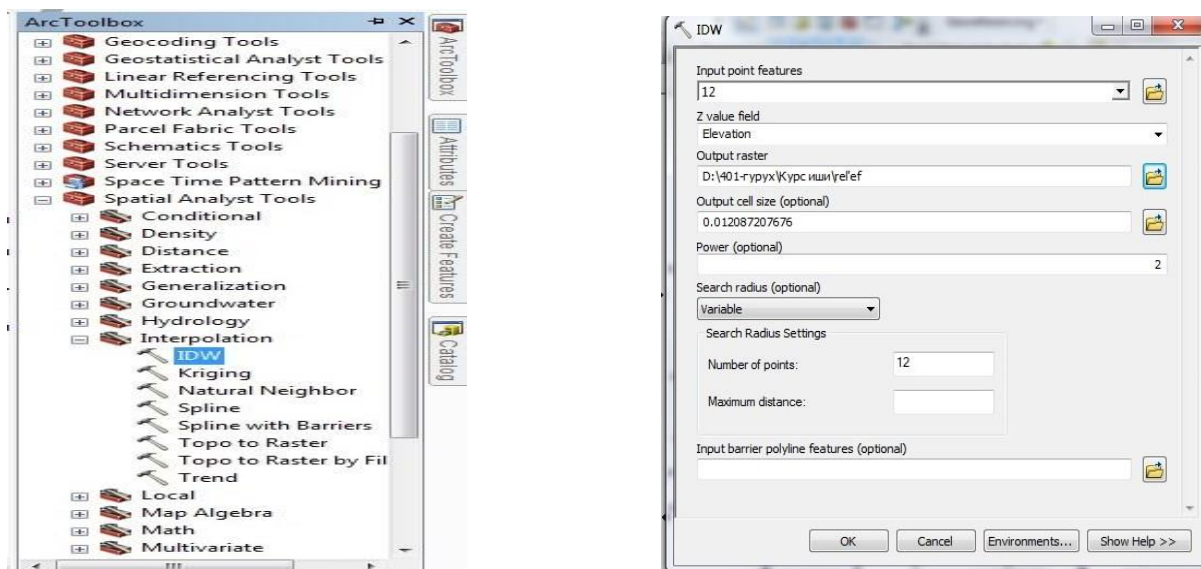 ArcToolbox
Geocoding Tools
Geostatistical Analyst Tools
Linear Referencing Tools
Multidimension Tools
Network Analyst Tools
Parcel Fabric Tools
Schematics Tools
Server Tools
Space Time Pattern Mining
Spatial Analyst Tools
Conditional
Density
Distance
Extraction
Generalization
Groundwater
Hydrology
Interpolation
IDW
Kriging
Natural Neighbor
Spline
Spline with Barriers
Topo to Raster
Topo to Raster by Fil
Trend
Local
Map Algebra
Math
Multivariate
ArcToolbox
Attributes
Create Features
Catalog
IDW
Input point features
12
Z value field
Elevation
Output raster
D:\401-гурух\Курс иши\rel'ef
Output cell size (optional)
0.012087207676
Power (optional)
2
Search radius (optional)
Variable
Search Radius Settings
Number of points: 12
Maximum distance:
Input barrier polyline features (optional)
OK Cancel Environments... Show Help >>